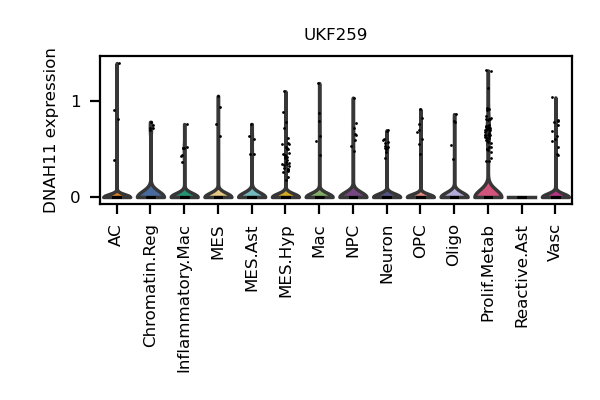 UKF259
DNAH11 expression
1
0
AC
Chromatin.Reg
Inflammatory.Mac
MES
MES.Ast
MES.Hyp
Mac
NPC
Neuron
OPC
Oligo
Prolif.Metab
Reactive.Ast
Vasc